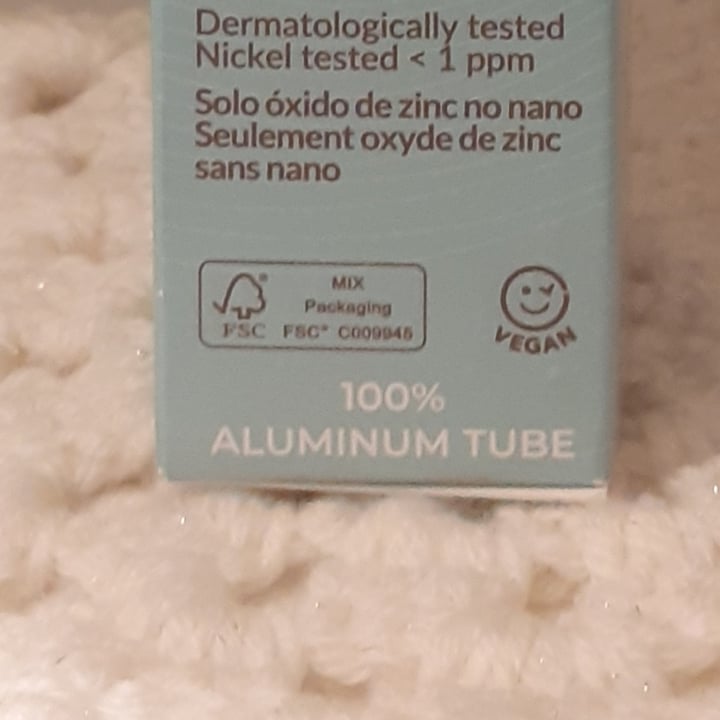 Dermatologically tested
Nickel tested < 1 ppm
Solo óxido de zinc no nano
Seulement oxyde de zinc
sans nano
MIX
Packaging
FSC FSC® C009945
VEGAN
100%
ALUMINUM TUBE